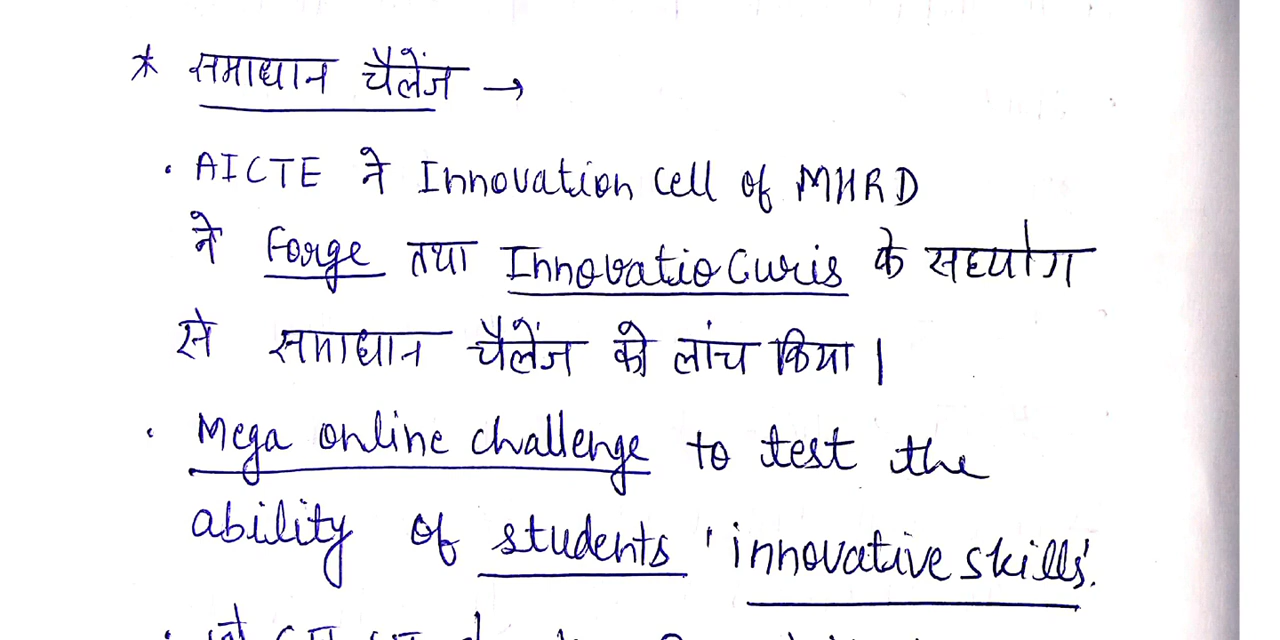 * समाधान चैलेंज →
· AICTE ने Innovation Cell of MHRD
ने Forge तथा InnovatioCuris के सहयोग
से समाधान चैलेंज को लांच किया।
· Mega online challenge to test the
ability of students 'innovative skills'.